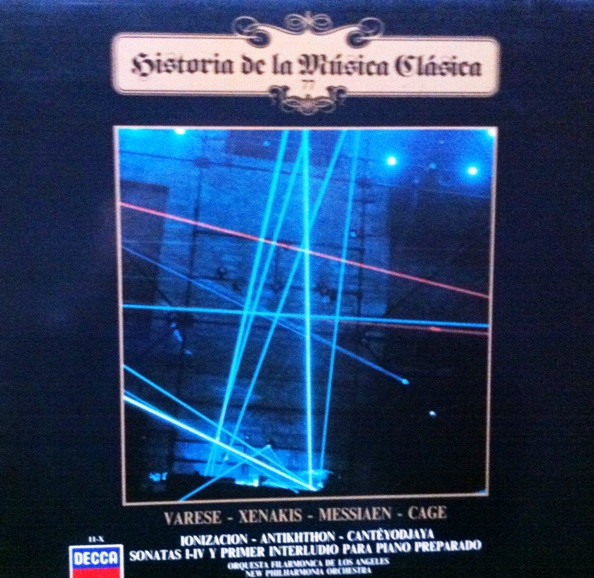 Historia de la Música Clásica
77
VARESE - XENAKIS - MESSIAEN - CAGE
IONIZACION - ANTIKHTHON - CANTÉYODJAYA
SONATAS I-IV Y PRIMER INTERLUDIO PARA PIANO PREPARADO
ORQUESTA FILARMONICA DE LOS ANGELES
NEW PHILHARMONIA ORCHESTRA
11-X
DECCA